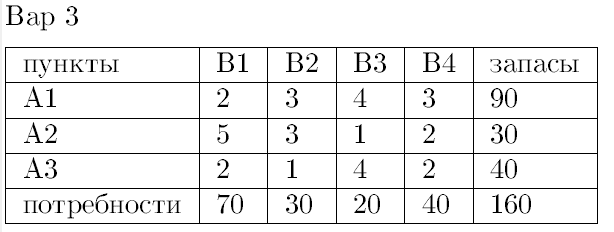 Вар 3
пункты B1 B2 B3 B4 запасы
A1 2 3 4 3 90
A2 5 3 1 2 30
A3 2 1 4 2 40
потребности 70 30 20 40 160